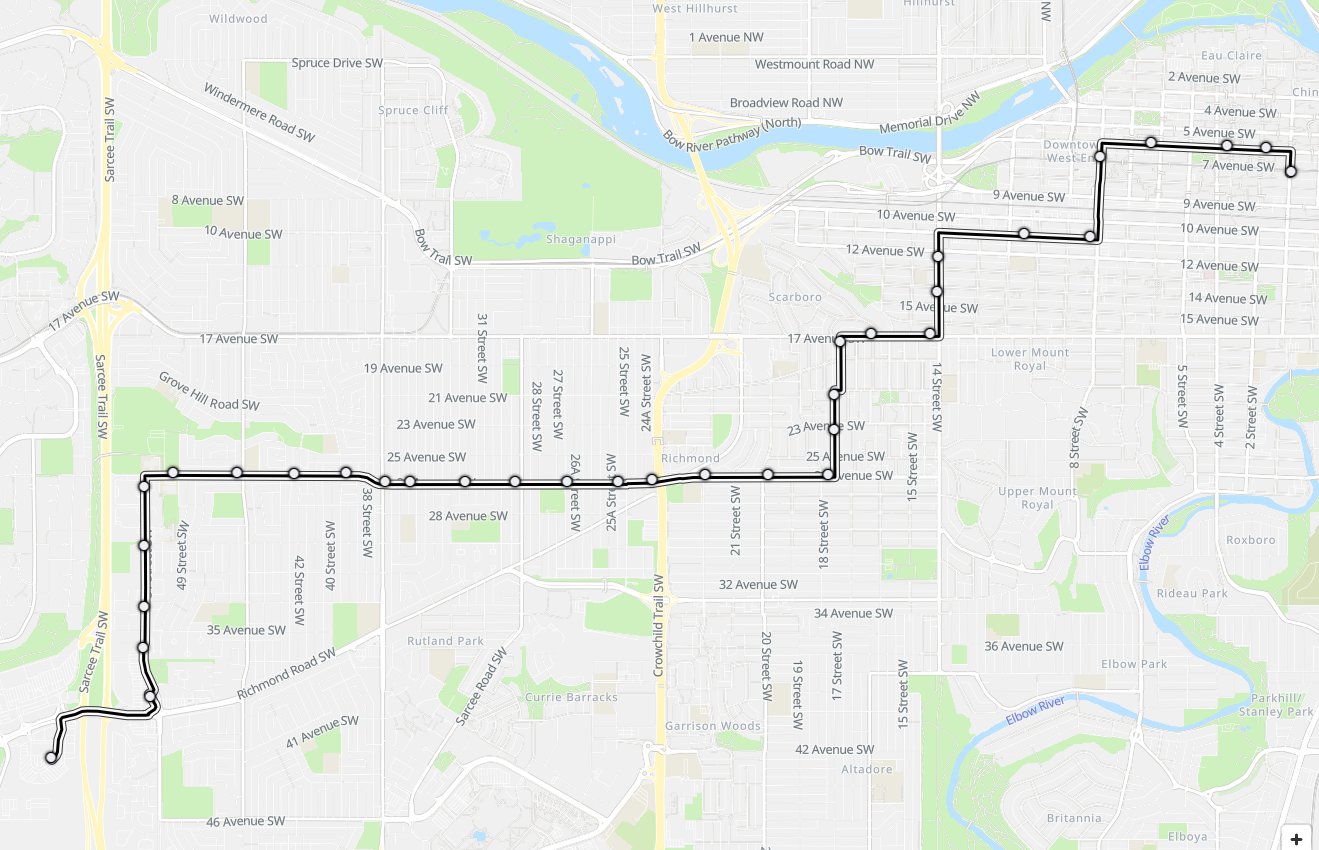 West Hillhurst
Hillhurst
NW
Wildwood
1 Avenue NW
Eau Claire
Spruce Drive SW
Westmount Road NW
2 Avenue SW
Windermere Road SW
Spruce Cliff
Broadview Road NW
Memorial Drive NW
4 Avenue SW
Chin
Sarcee Trail SW
Bow River Pathway (North)
5 Avenue SW
Bow Trail SW
Downtow
West En
7 Avenue SW
8 Avenue SW
9 Avenue SW
9 Avenue SW
10 Avenue SW
10 Avenue SW
10 Avenue SW
Bow Trail SW
Shaganappi
Bow Trail SW
12 Avenue SW
12 Avenue SW
17 Avenue SW
Scarboro
15 Avenue SW
14 Avenue SW
15 Avenue SW
17 Avenue SW
31 Street SW
17 Aven
Lower Mount
Royal
Sarcee Trail SW
19 Avenue SW
25 Street SW
24A Street SW
14 Street SW
5 Street SW
Grove Hill Road SW
21 Avenue SW
28 Street SW
27 Street SW
4 Street SW
2 Street SW
23 Avenue SW
23 Avenue SW
8 Street SW
25 Avenue SW
Richmond
25 Avenue SW
venue SW
15 Street SW
38 Street SW
26A Street SW
25A Street SW
Upper Mount
Royal
49 Street SW
40 Street SW
28 Avenue SW
21 Street SW
18 Street SW
Elbow River
Roxboro
42 Street SW
32 Avenue SW
Rideau Park
Crowchild Trail SW
34 Avenue SW
35 Avenue SW
Rutland Park
20 Street SW
17 Street SW
36 Avenue SW
Sarcee Trail SW
Richmond Road SW
Sarcee Road SW
19 Street SW
15 Street SW
Elbow Park
Currie Barracks
Parkhill/
Stanley Park
Elbow River
41 Avenue SW
Garrison Woods
42 Avenue SW
Altadore
46 Avenue SW
Britannia
Elboya
+